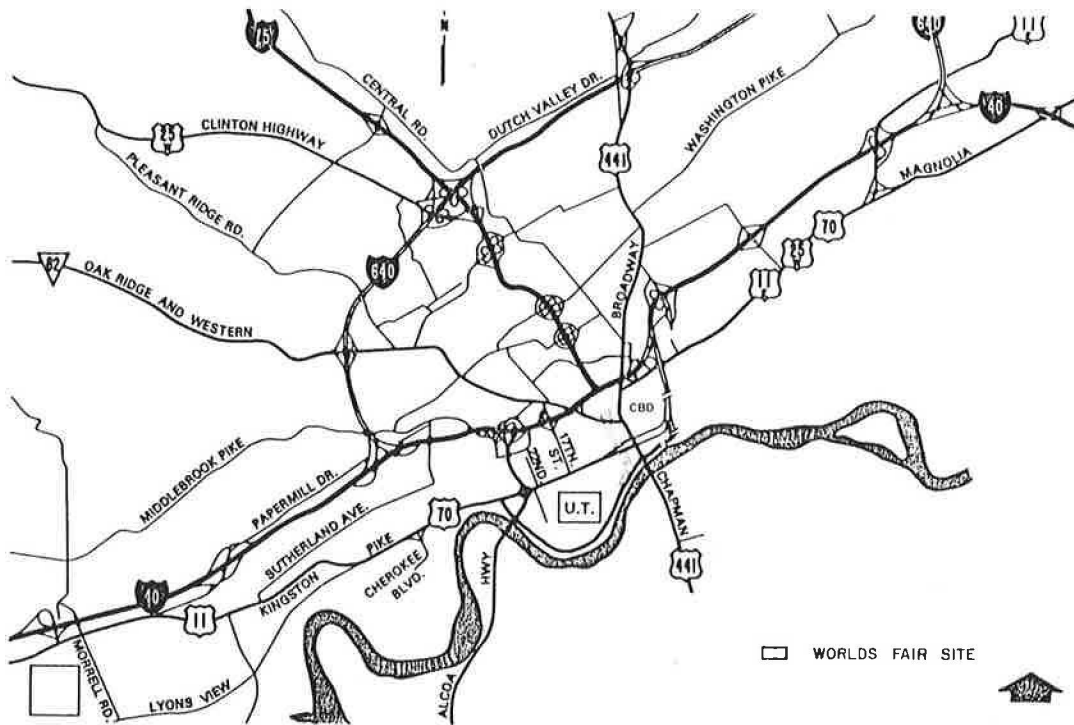 75
N
640
11
E
CENTRAL RD.
DUTCH VALLEY DR.
WASHINGTON PIKE
40
25
W
CLINTON HIGHWAY
441
MAGNOLIA
PLEASANT RIDGE RD.
70
62
OAK RIDGE AND WESTERN
640
BROADWAY
25
W
11
E
CBD
MIDDLEBROOK PIKE
17TH
ST.
22ND
PAPERMILL DR.
U.T.
CHAPMAN
SUTHERLAND AVE.
70
PIKE
KINGSTON
CHEROKEE
BLVD.
HWY
441
40
11
MORRELL RD.
LYONS VIEW
ALCOA
WORLDS FAIR SITE